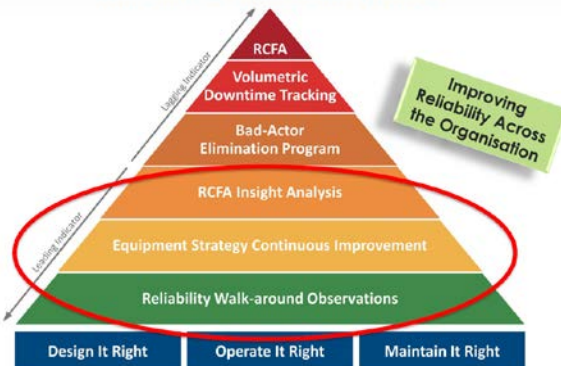 RCFA
Volumetric
Downtime Tracking
Bad-Actor
Elimination Program
RCFA Insight Analysis
Equipment Strategy Continuous Improvement
Reliability Walk-around Observations
Design It Right
Operate It Right
Maintain It Right
Lagging Indicator
Leading Indicator
Improving
Reliability Across
the Organisation